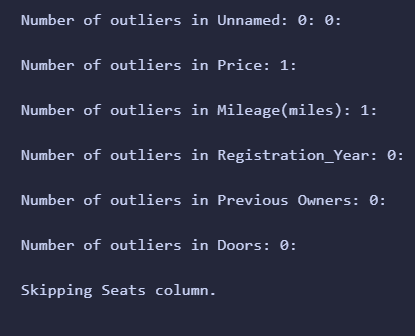 Number of outliers in Unnamed: 0: 0:
Number of outliers in Price: 1:
Number of outliers in Mileage(miles): 1:
Number of outliers in Registration_Year: 0:
Number of outliers in Previous Owners: 0:
Number of outliers in Doors: 0:
Skipping Seats column.